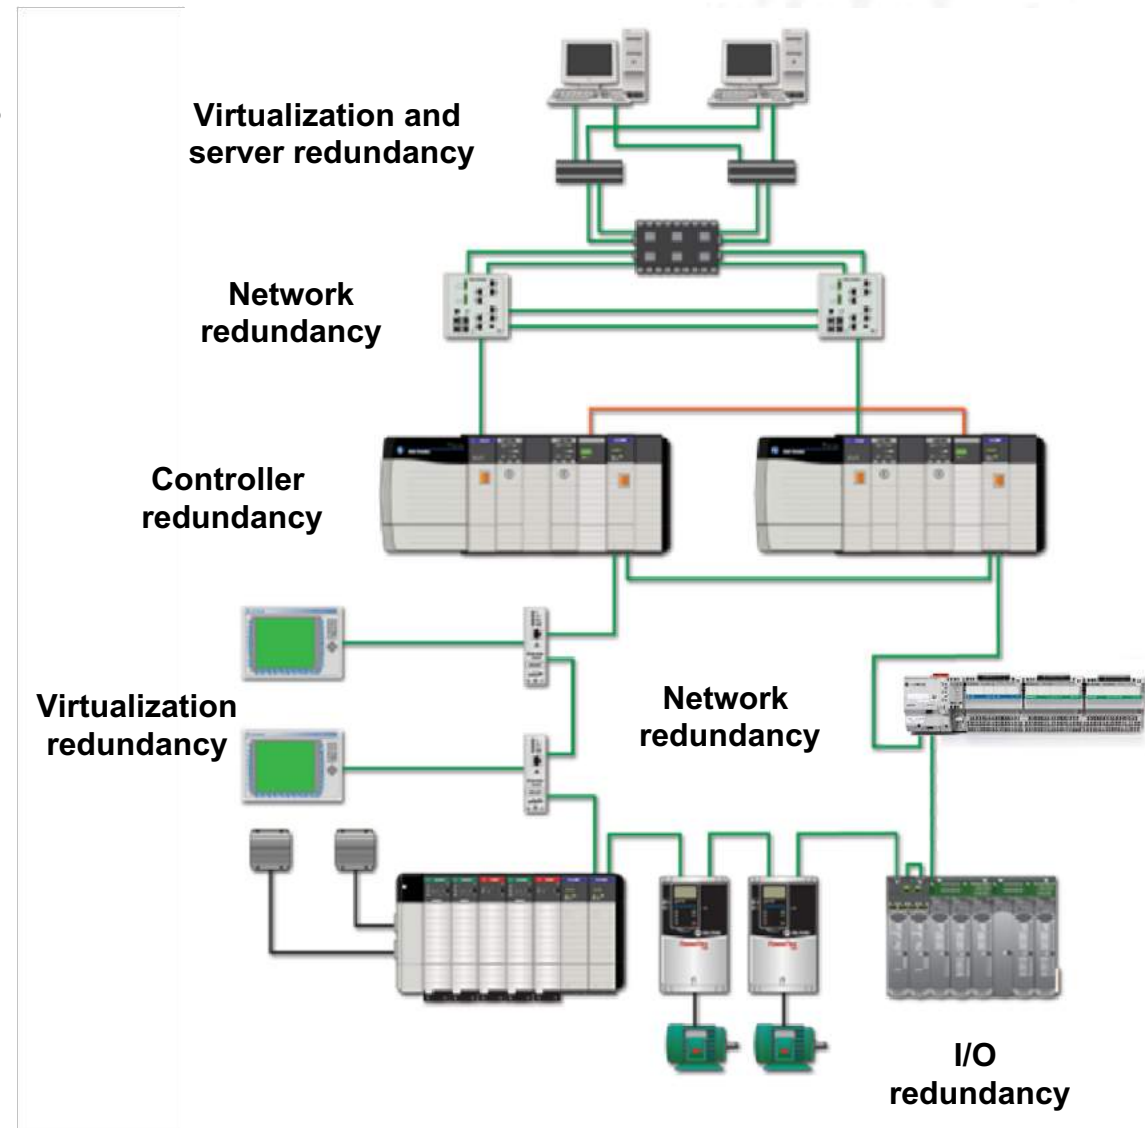 Virtualization and
server redundancy
Network
redundancy
Controller
redundancy
Virtualization
redundancy
Network
redundancy
I/O
redundancy